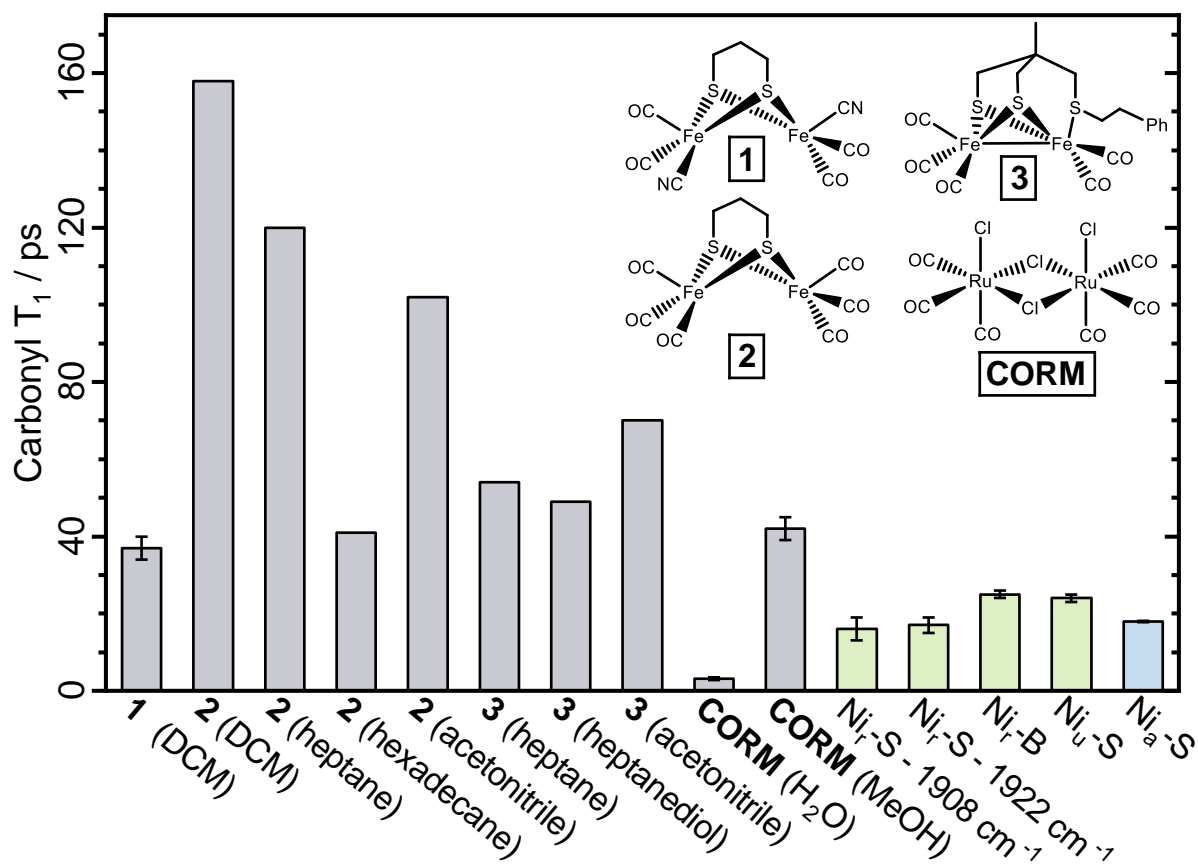 Carbonyl T₁ / ps
160
120
80
40
0
S S
OC Fe Fe CN
OC CO
NC CO
1
S S S Ph
OC Fe Fe
OC CO
OC CO
3
S S
OC Fe Fe CO
OC CO
OC CO
2
Cl Cl
OC Cl CO
Ru Ru
OC Cl CO
CO CO
CORM
1 (DCM)
2 (DCM)
2 (heptane)
2 (hexadecane)
2 (acetonitrile)
3 (heptane)
3 (heptanediol)
3 (acetonitrile)
CORM (H₂O)
CORM (MeOH)
Niᵣ-S - 1908 cm⁻¹
Niᵣ-S - 1922 cm⁻¹
Niᵣ-B
Niᵤ-S
Niₐ-S